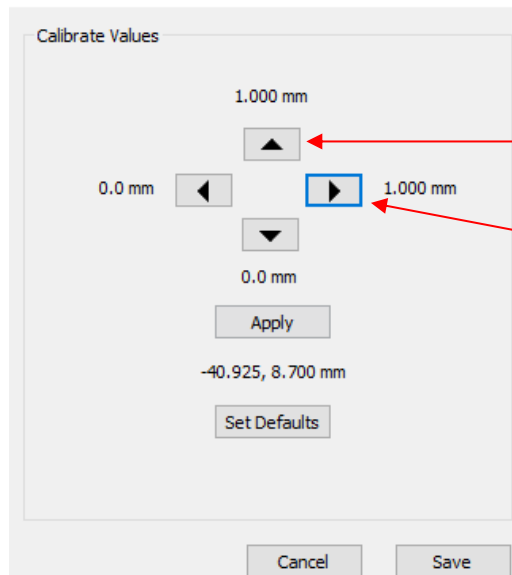 Calibrate Values
1.000 mm
0.0 mm
1.000 mm
0.0 mm
Apply
-40.925, 8.700 mm
Set Defaults
Cancel
Save